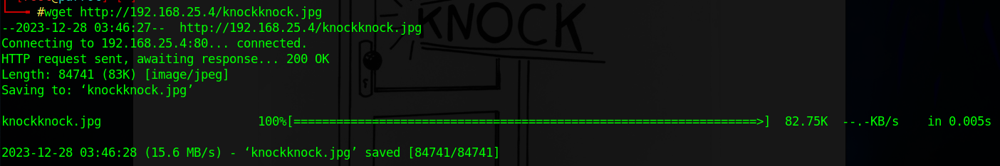 #wget http://192.168.25.4/knockknock.jpg
--2023-12-28 03:46:27--  http://192.168.25.4/knockknock.jpg
Connecting to 192.168.25.4:80... connected.
HTTP request sent, awaiting response... 200 OK
Length: 84741 (83K) [image/jpeg]
Saving to: ‘knockknock.jpg’
knockknock.jpg                      100%[=================================================================>]  82.75K  --.-KB/s    in 0.005s
2023-12-28 03:46:28 (15.6 MB/s) - ‘knockknock.jpg’ saved [84741/84741]
KNOCK